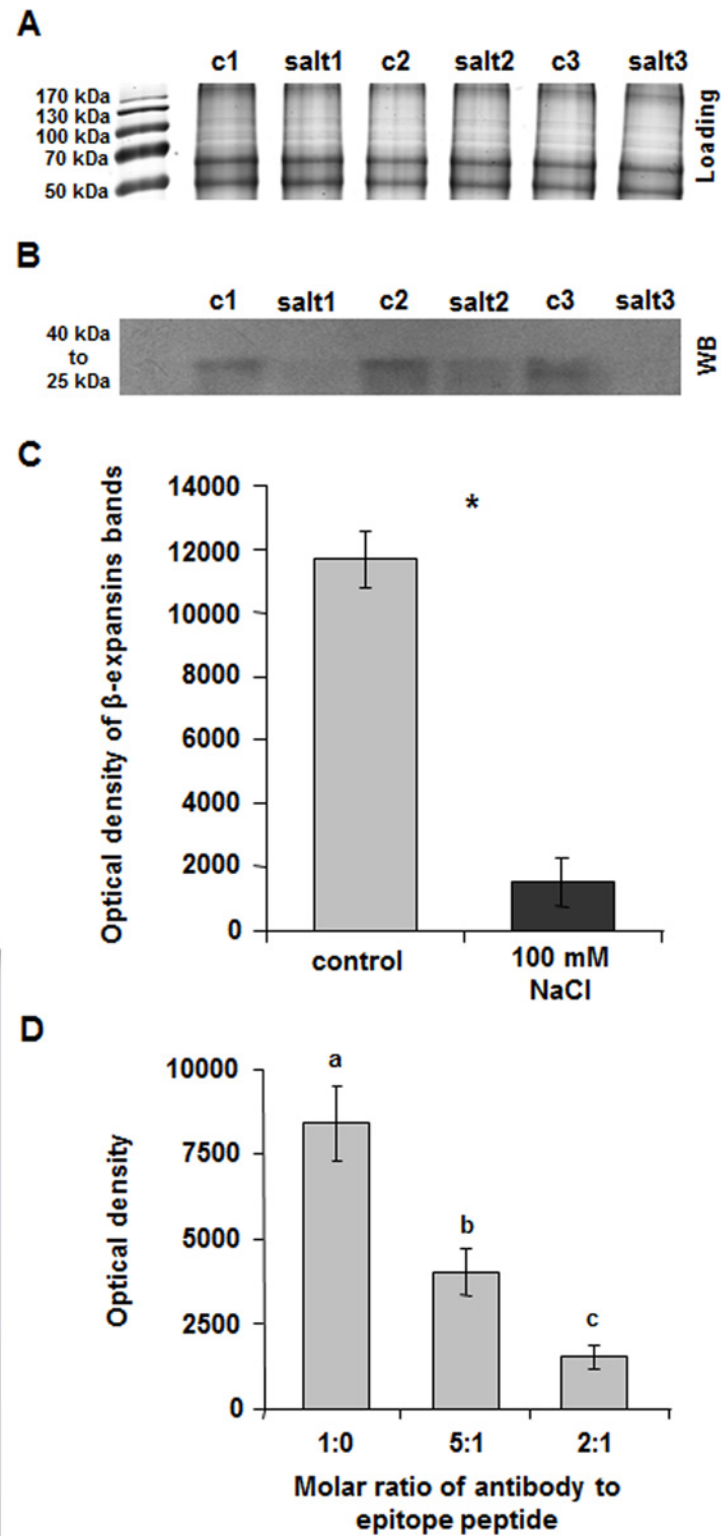 A
c1 salt1 c2 salt2 c3 salt3
170 kDa
130 kDa
100 kDa
70 kDa
50 kDa
Loading
B
c1 salt1 c2 salt2 c3 salt3
40 kDa
to
25 kDa
WB
C
Optical density of β-expansins bands
14000
12000
10000
8000
6000
4000
2000
0
*
control
100 mM
NaCl
D
Optical density
10000
7500
5000
2500
0
a
b
c
1:0 5:1 2:1
Molar ratio of antibody to
epitope peptide